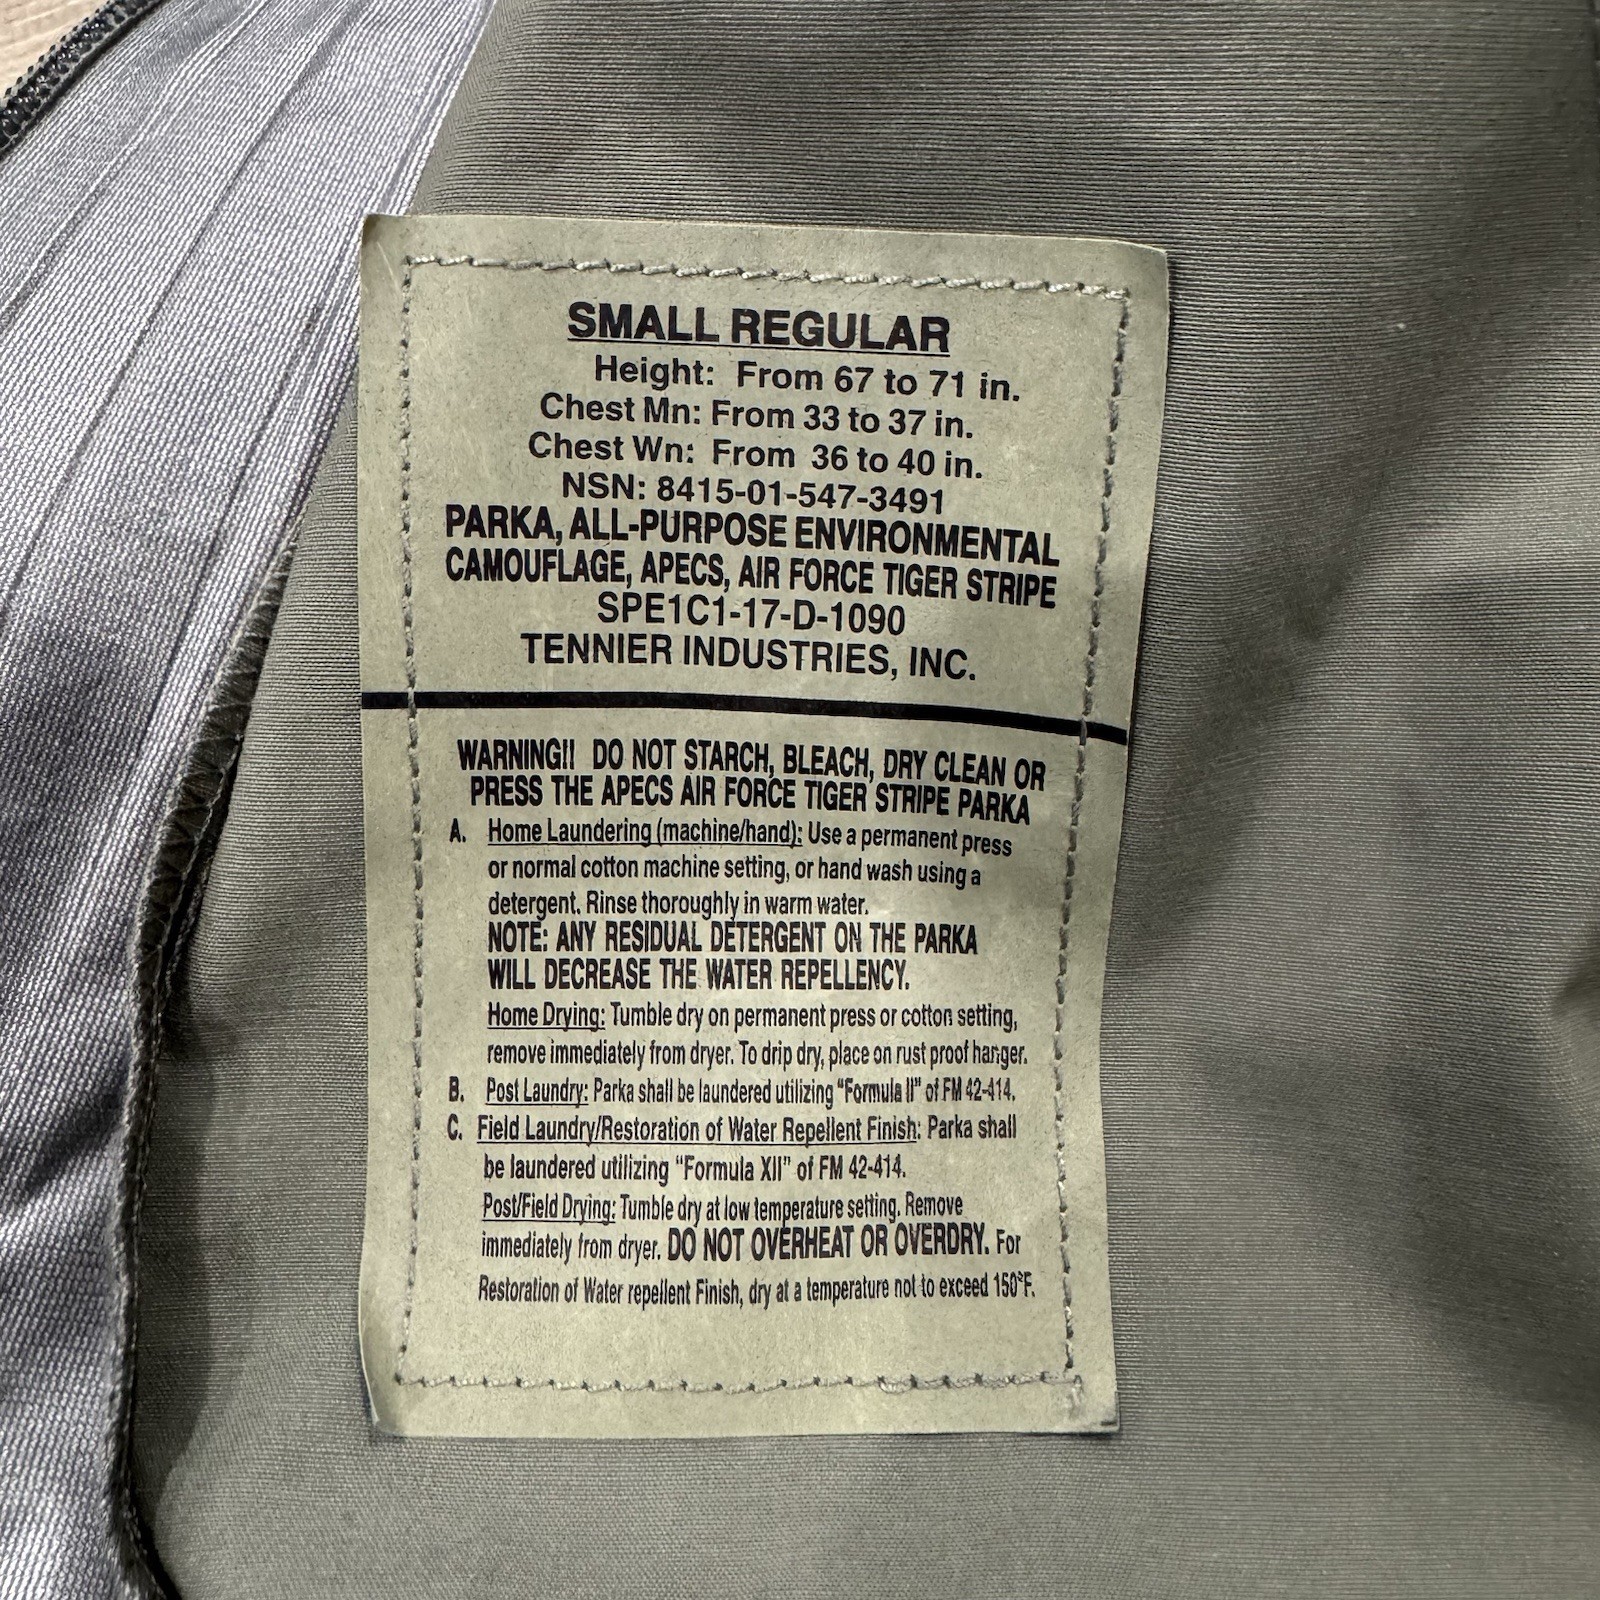 SMALL REGULAR
Height: From 67 to 71 in.
Chest Mn: From 33 to 37 in.
Chest Wn: From 36 to 40 in.
NSN: 8415-01-547-3491
PARKA, ALL-PURPOSE ENVIRONMENTAL
CAMOUFLAGE, APECS, AIR FORCE TIGER STRIPE
SPE1C1-17-D-1090
TENNIER INDUSTRIES, INC.
WARNING!! DO NOT STARCH, BLEACH, DRY CLEAN OR
PRESS THE APECS AIR FORCE TIGER STRIPE PARKA
A. Home Laundering (machine/hand): Use a permanent press
or normal cotton machine setting, or hand wash using a
detergent. Rinse thoroughly in warm water.
NOTE: ANY RESIDUAL DETERGENT ON THE PARKA
WILL DECREASE THE WATER REPELLENCY.
Home Drying: Tumble dry on permanent press or cotton setting,
remove immediately from dryer. To drip dry, place on rust proof hanger.
B. Post Laundry: Parka shall be laundered utilizing “Formula II” of FM 42-414.
C. Field Laundry/Restoration of Water Repellent Finish: Parka shall
be laundered utilizing “Formula XII” of FM 42-414.
Post/Field Drying: Tumble dry at low temperature setting. Remove
immediately from dryer. DO NOT OVERHEAT OR OVERDRY. For
Restoration of Water repellent Finish, dry at a temperature not to exceed 150°F.